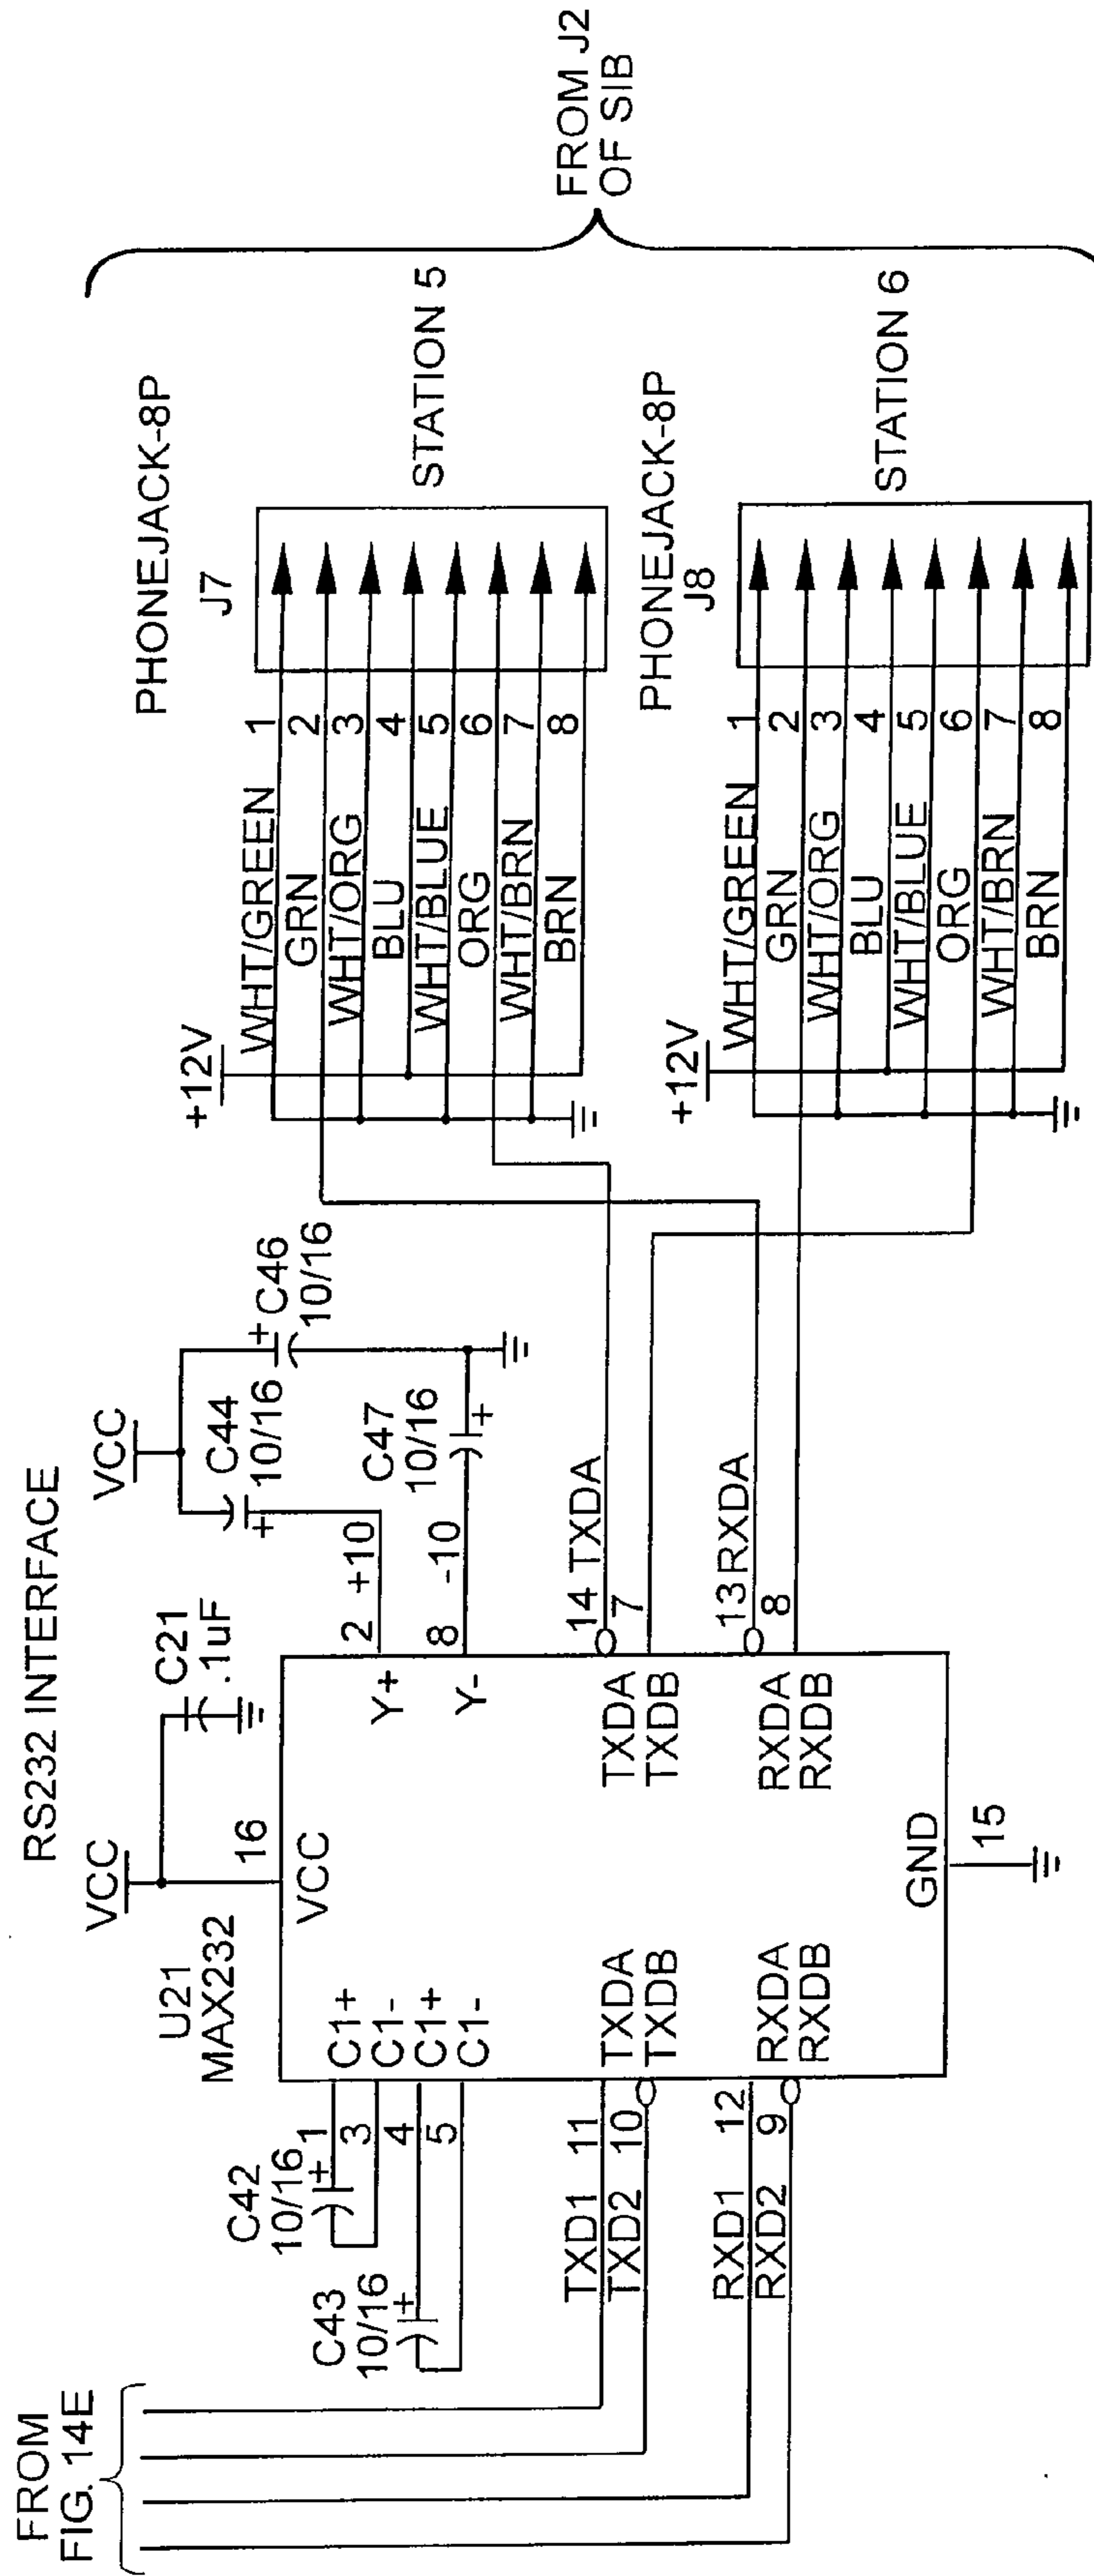 RS232 INTERFACE
FROM
FIG. 14E
C43
10/16
+
C42
10/16
+
U21
MAX232
VCC
16
C21
.1uF
VCC
C44
10/16
+
C46
10/16
+
C47
10/16
+
1
3
4
5
C1+
C1-
C1+
C1-
VCC
Y+
Y-
2 +10
8 -10
TXD1 11
TXD2 10
RXD1 12
RXD2 9
TXDA
TXDB
RXDA
RXDB
GND
15
TXDA
TXDB
RXDA
RXDB
14 TXDA
7
13 RXDA
8
PHONEJACK-8P
J7
+12V
WHT/GREEN 1
GRN 2
WHT/ORG 3
BLU 4
WHT/BLUE 5
ORG 6
WHT/BRN 7
BRN 8
STATION 5
PHONEJACK-8P
J8
+12V
WHT/GREEN 1
GRN 2
WHT/ORG 3
BLU 4
WHT/BLUE 5
ORG 6
WHT/BRN 7
BRN 8
STATION 6
FROM J2
OF SIB